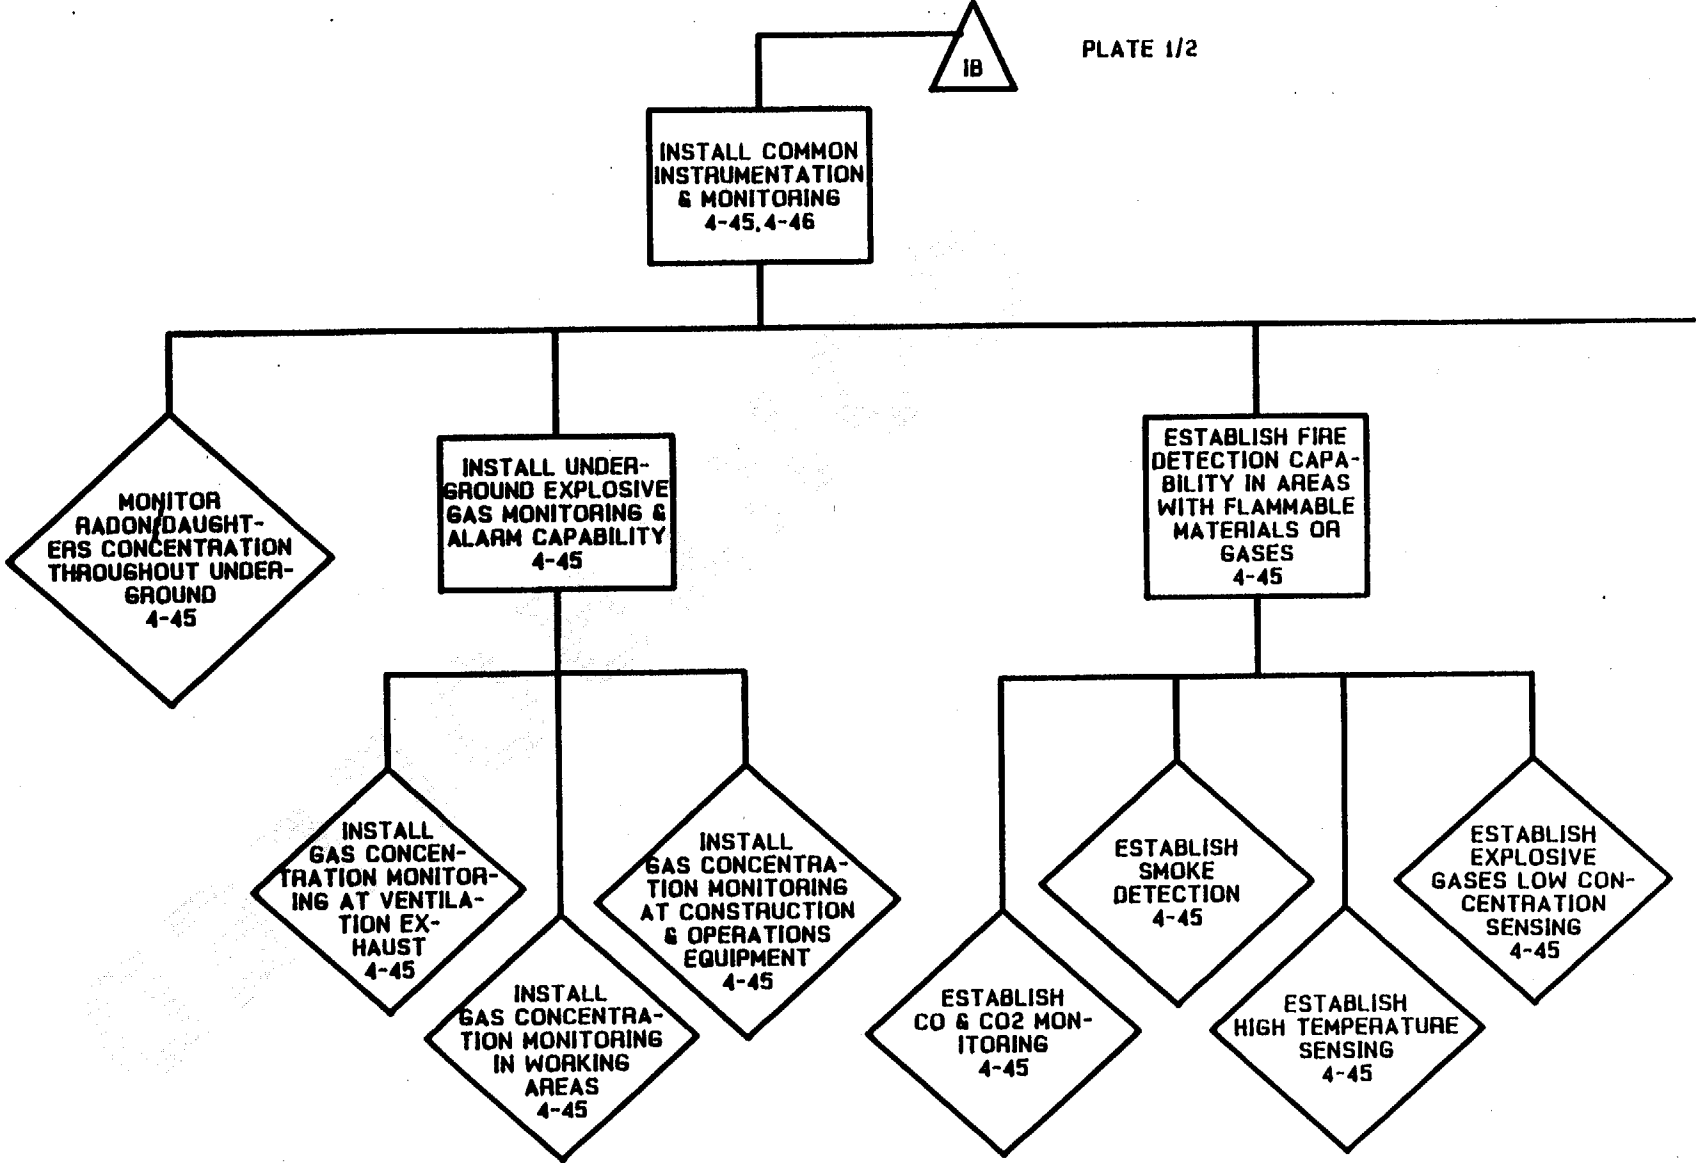 PLATE 1/2
1B
INSTALL COMMON
INSTRUMENTATION
& MONITORING
4-45,4-46
MONITOR
RADON/DAUGHT-
ERS CONCENTRATION
THROUGHOUT UNDER-
GROUND
4-45
INSTALL UNDER-
GROUND EXPLOSIVE
GAS MONITORING &
ALARM CAPABILITY
4-45
ESTABLISH FIRE
DETECTION CAPA-
BILITY IN AREAS
WITH FLAMMABLE
MATERIALS OR
GASES
4-45
INSTALL
GAS CONCEN-
TRATION MONITOR-
ING AT VENTILA-
TION EX-
HAUST
4-45
INSTALL
GAS CONCENTRA-
TION MONITORING
IN WORKING
AREAS
4-45
INSTALL
GAS CONCENTRA-
TION MONITORING
AT CONSTRUCTION
& OPERATIONS
EQUIPMENT
4-45
ESTABLISH
CO & CO2 MON-
ITORING
4-45
ESTABLISH
SMOKE
DETECTION
4-45
ESTABLISH
HIGH TEMPERATURE
SENSING
4-45
ESTABLISH
EXPLOSIVE
GASES LOW CON-
CENTRATION
SENSING
4-45